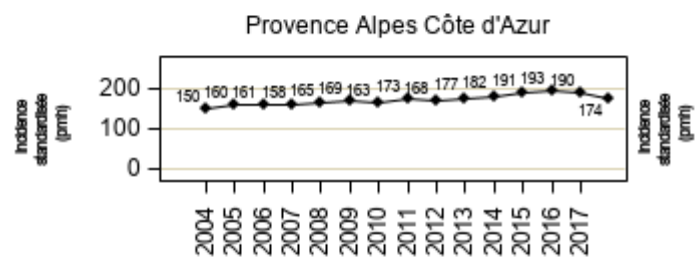 Provence Alpes Côte d'Azur
Incidence
standardisée
(pmh)
200
100
0
150 160 161 158 165 169 163 173 168 177 182 191 193 190 174
2004 2005 2006 2007 2008 2009 2010 2011 2012 2013 2014 2015 2016 2017
Incidence
standardisée
(pmh)